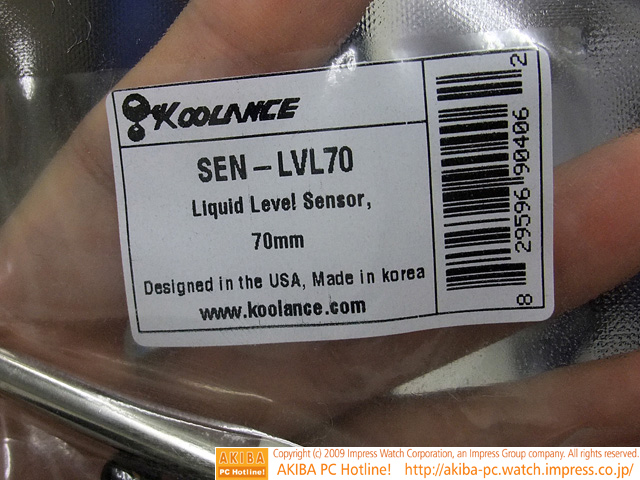 KOOLANCE
SEN-LVL70
Liquid Level Sensor,
70mm
Designed in the USA, Made in korea
www.koolance.com
8 29596 90406 2
AKIBA
PC Hotline!
Copyright (c) 2009 Impress Watch Corporation, an Impress Group company. All rights reserved.
AKIBA PC Hotline! http://akiba-pc.watch.impress.co.jp/